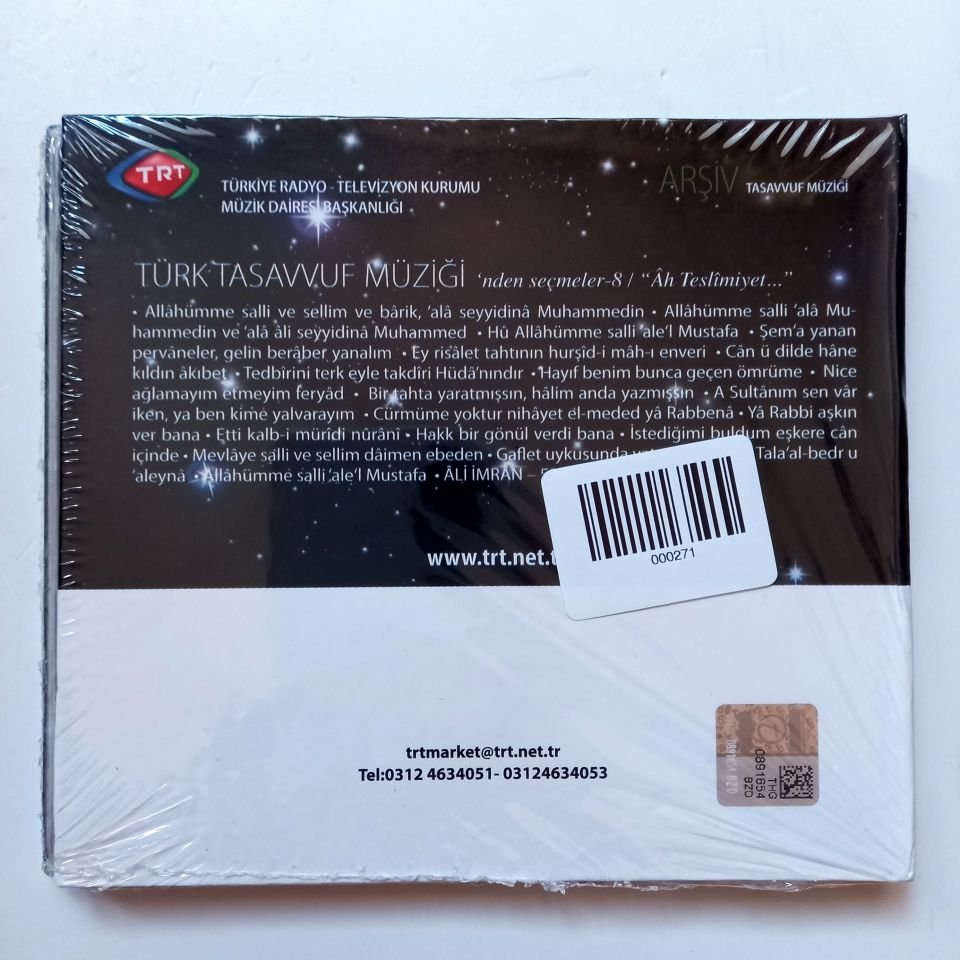 TRT
TÜRKİYE RADYO - TELEVİZYON KURUMU
MÜZİK DAİRESİ BAŞKANLIĞI
ARŞİV TASAVVUF MÜZİĞİ
TÜRK TASAVVUF MÜZİĞİ 'nden seçmeler-8 / “Âh Teslîmiyet...”
• Allâhümme salli ve sellim ve bârik, 'alâ seyyidinâ Muhammedin • Allâhümme salli 'alâ Mu-
hammedin ve 'alâ âli seyyidinâ Muhammed • Hû Allâhümme salli 'ale'l Mustafa • Şem'a yanan
pervâneler, gelin berâber yanalım • Ey risâlet tahtının hurşîd-i mâh-ı enveri • Cân ü dilde hâne
kıldın âkıbet • Tedbîrini terk eyle takdîri Hüdâ'nındır • Hayıf benim bunca geçen ömrüme • Nice
ağlamayım etmeyim feryâd • Bir tahta yaratmışsın, hâlim anda yazmışsın • A Sultânım sen vâr
iken, ya ben kime yalvarayım • Cürmüme yoktur nihâyet el-meded yâ Rabbenâ • Yâ Rabbi aşkın
ver bana • Etti kalb-i mürîdi nûrânî • Hakk bir gönül verdi bana • İstediğimi buldum eşkere cân
içinde • Mevlâye salli ve sellim dâimen ebeden • Gaflet uykusunda Tala'al-bedr u
'aleynâ • Allâhümme salli 'ale'l Mustafa • ÂLİ İMRÂN –
www.trt.net.t
000271
trtmarket@trt.net.tr
Tel:0312 4634051- 03124634053
THG
0891654
BZD